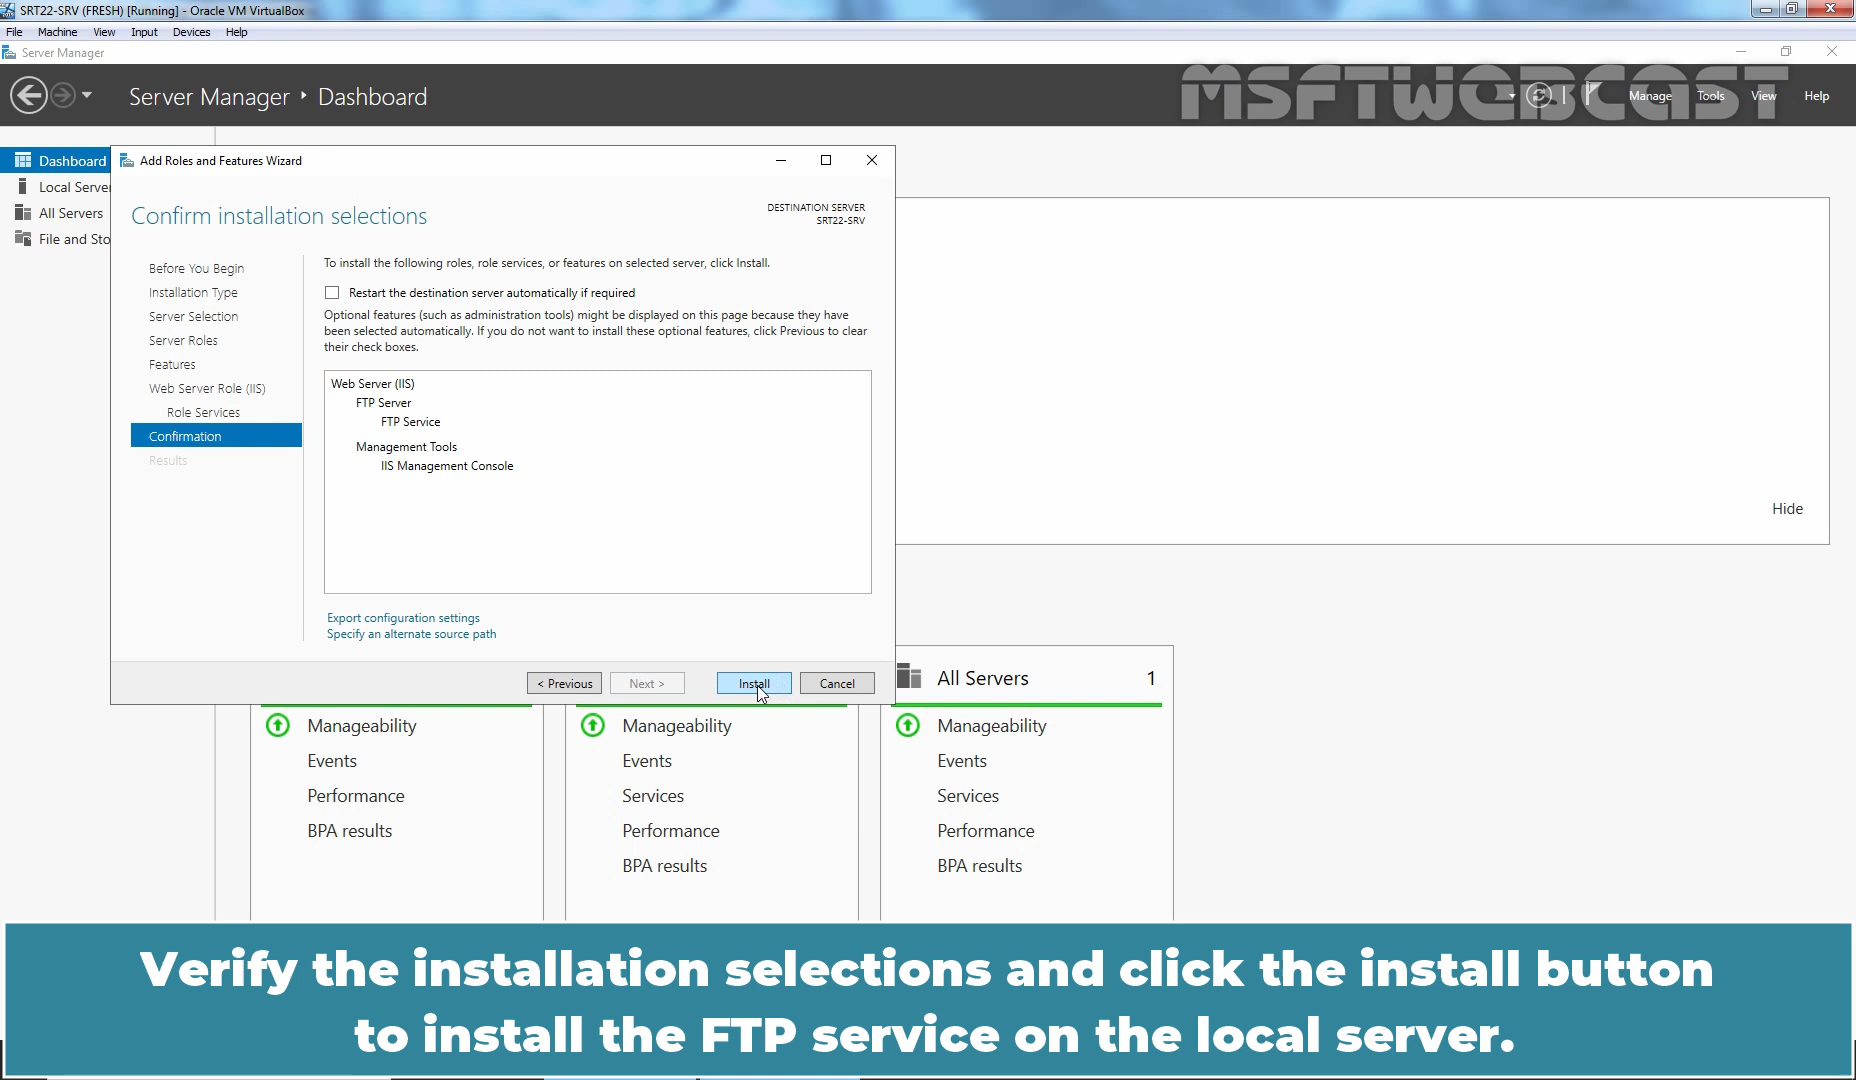 SRT22-SRV (FRESH) [Running] - Oracle VM VirtualBox
File Machine View Input Devices Help
Server Manager
Server Manager Dashboard
MSFTWEBCAST
Manage Tools View Help
Dashboard
Local Server
All Servers
File and Sto
Add Roles and Features Wizard
Confirm installation selections
DESTINATION SERVER
SRT22-SRV
Before You Begin
Installation Type
Server Selection
Server Roles
Features
Web Server Role (IIS)
Role Services
Confirmation
Results
To install the following roles, role services, or features on selected server, click Install.
Restart the destination server automatically if required
Optional features (such as administration tools) might be displayed on this page because they have
been selected automatically. If you do not want to install these optional features, click Previous to clear
their check boxes.
Web Server (IIS)
FTP Server
FTP Service
Management Tools
IIS Management Console
Export configuration settings
Specify an alternate source path
< Previous Next > Install Cancel
Hide
Manageability
Events
Performance
BPA results
Manageability
Events
Services
Performance
BPA results
All Servers 1
Manageability
Events
Services
Performance
BPA results
Verify the installation selections and click the install button
to install the FTP service on the local server.